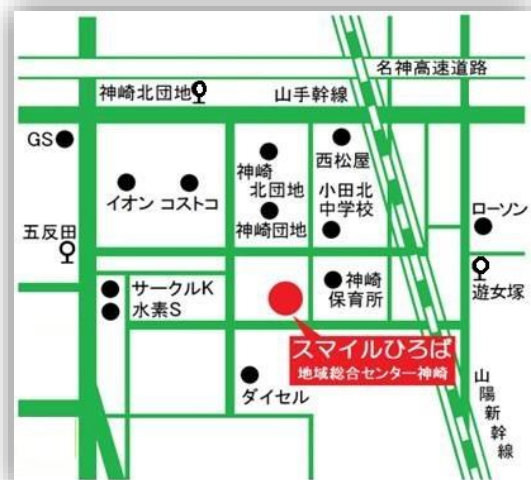 名神高速道路
神崎北団地
山手幹線
GS
西松屋
神崎
北団地
小田北
中学校
イオン
コストコ
神崎団地
ローソン
五反田
サークルK
水素S
神崎
保育所
遊女塚
スマイルひろば
地域総合センター神崎
ダイセル
山陽新幹線